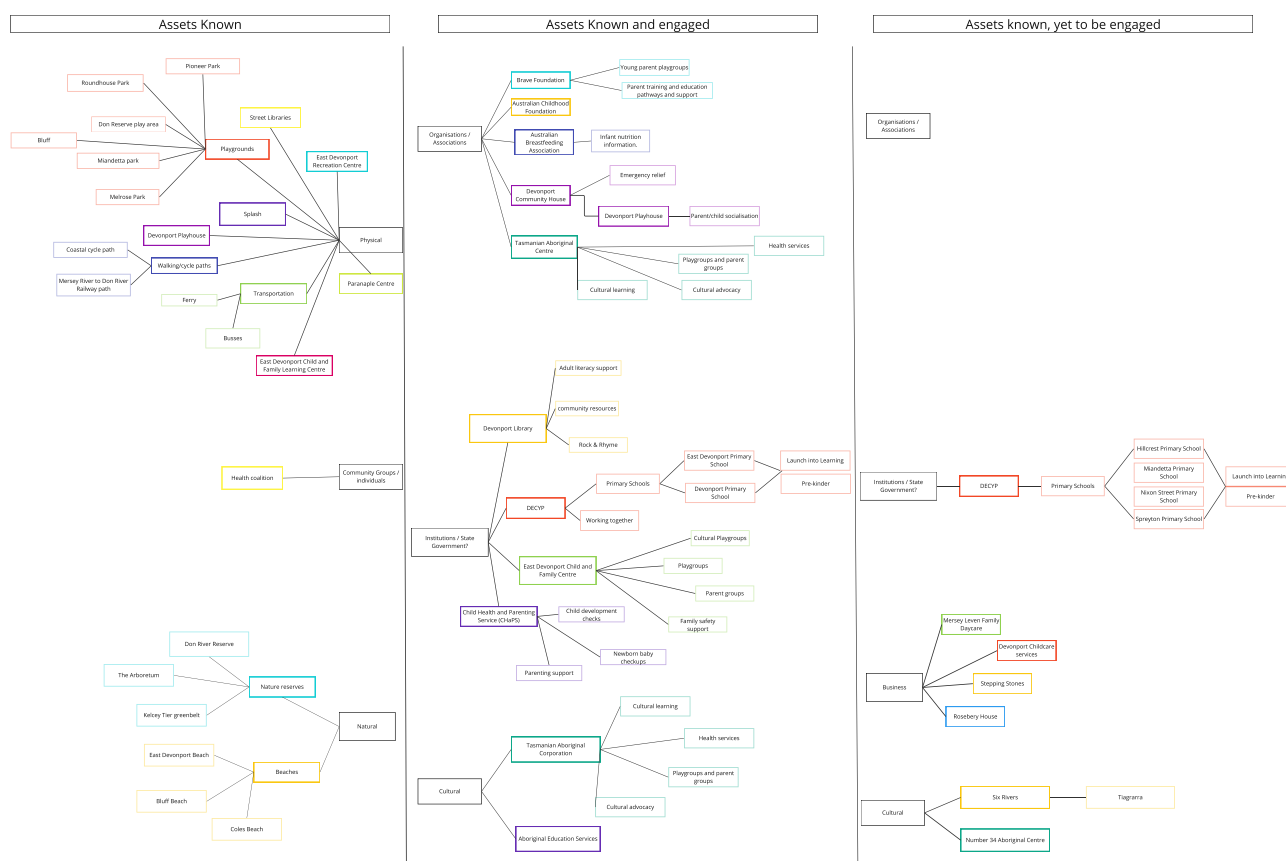 Assets Known
Pioneer Park
Roundhouse Park
Street Libraries
Don Reserve play area
Bluff
Playgrounds
Miandetta park
East Devonport
Recreation Centre
Melrose Park
Splash
Devonport Playhouse
Physical
Coastal cycle path
Walking/cycle paths
Mersey River to Don River
Railway path
Paranaple Centre
Transportation
Ferry
Busses
East Devonport Child and
Family Learning Centre
Health coalition
Community Groups /
individuals
Don River Reserve
The Arboretum
Nature reserves
Kelcey Tier greenbelt
Natural
East Devonport Beach
Beaches
Bluff Beach
Coles Beach
Assets Known and engaged
Young parent playgroups
Brave Foundation
Parent training and education
pathways and support
Australian Childhood
Foundation
Organisations /
Associations
Australian
Breastfeeding
Association
Infant nutrition
information.
Emergency relief
Devonport
Community House
Devonport Playhouse
Parent/child socialisation
Tasmanian Aboriginal
Centre
Health services
Playgroups and parent
groups
Cultural learning
Cultural advocacy
Adult literacy support
community resources
Devonport Library
Rock & Rhyme
East Devonport Primary
School
Launch into Learning
Primary Schools
Devonport Primary
School
Pre-kinder
DECYP
Working together
Institutions / State
Government?
Cultural Playgroups
East Devonport Child and
Family Centre
Playgroups
Parent groups
Child Health and Parenting
Service (CHaPS)
Child development
checks
Family safety
support
Newborn baby
checkups
Parenting support
Cultural learning
Tasmanian Aboriginal
Corporation
Health services
Playgroups and parent
groups
Cultural
Cultural advocacy
Aboriginal Education Services
Assets known, yet to be engaged
Organisations /
Associations
Hillcrest Primary School
Institutions / State
Government?
DECYP
Primary Schools
Miandetta Primary
School
Launch into Learnin
Nixon Street Primary
School
Pre-kinder
Spreyton Primary School
Mersey Leven Family
Daycare
Devonport Childcare
services
Business
Stepping Stones
Rosebery House
Six Rivers
Tiagrarra
Cultural
Number 34 Aboriginal Centre